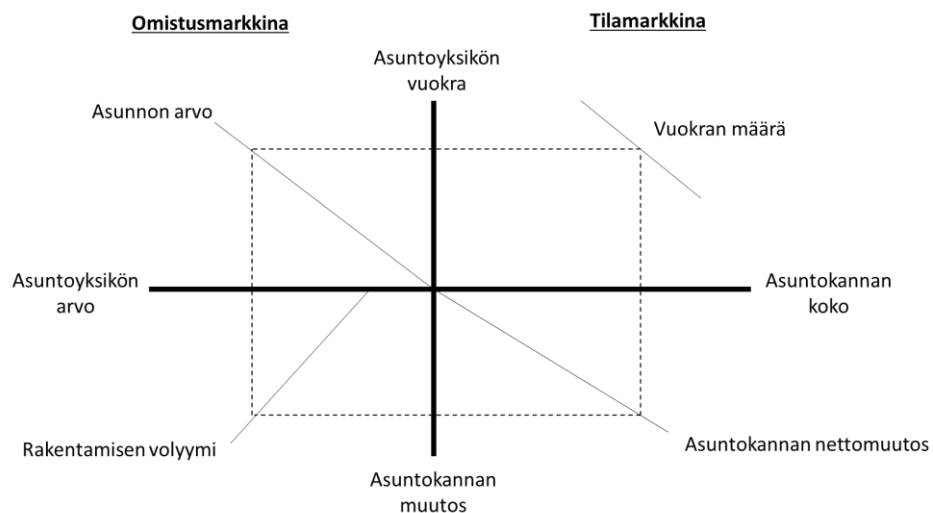 Omistusmarkkina
Tilamarkkina
Asuntoyksikön
vuokra
Asunnon arvo
Vuokran määrä
Asuntoyksikön
arvo
Asuntokannan
koko
Rakentamisen volyymi
Asuntokannan nettomuutos
Asuntokannan
muutos